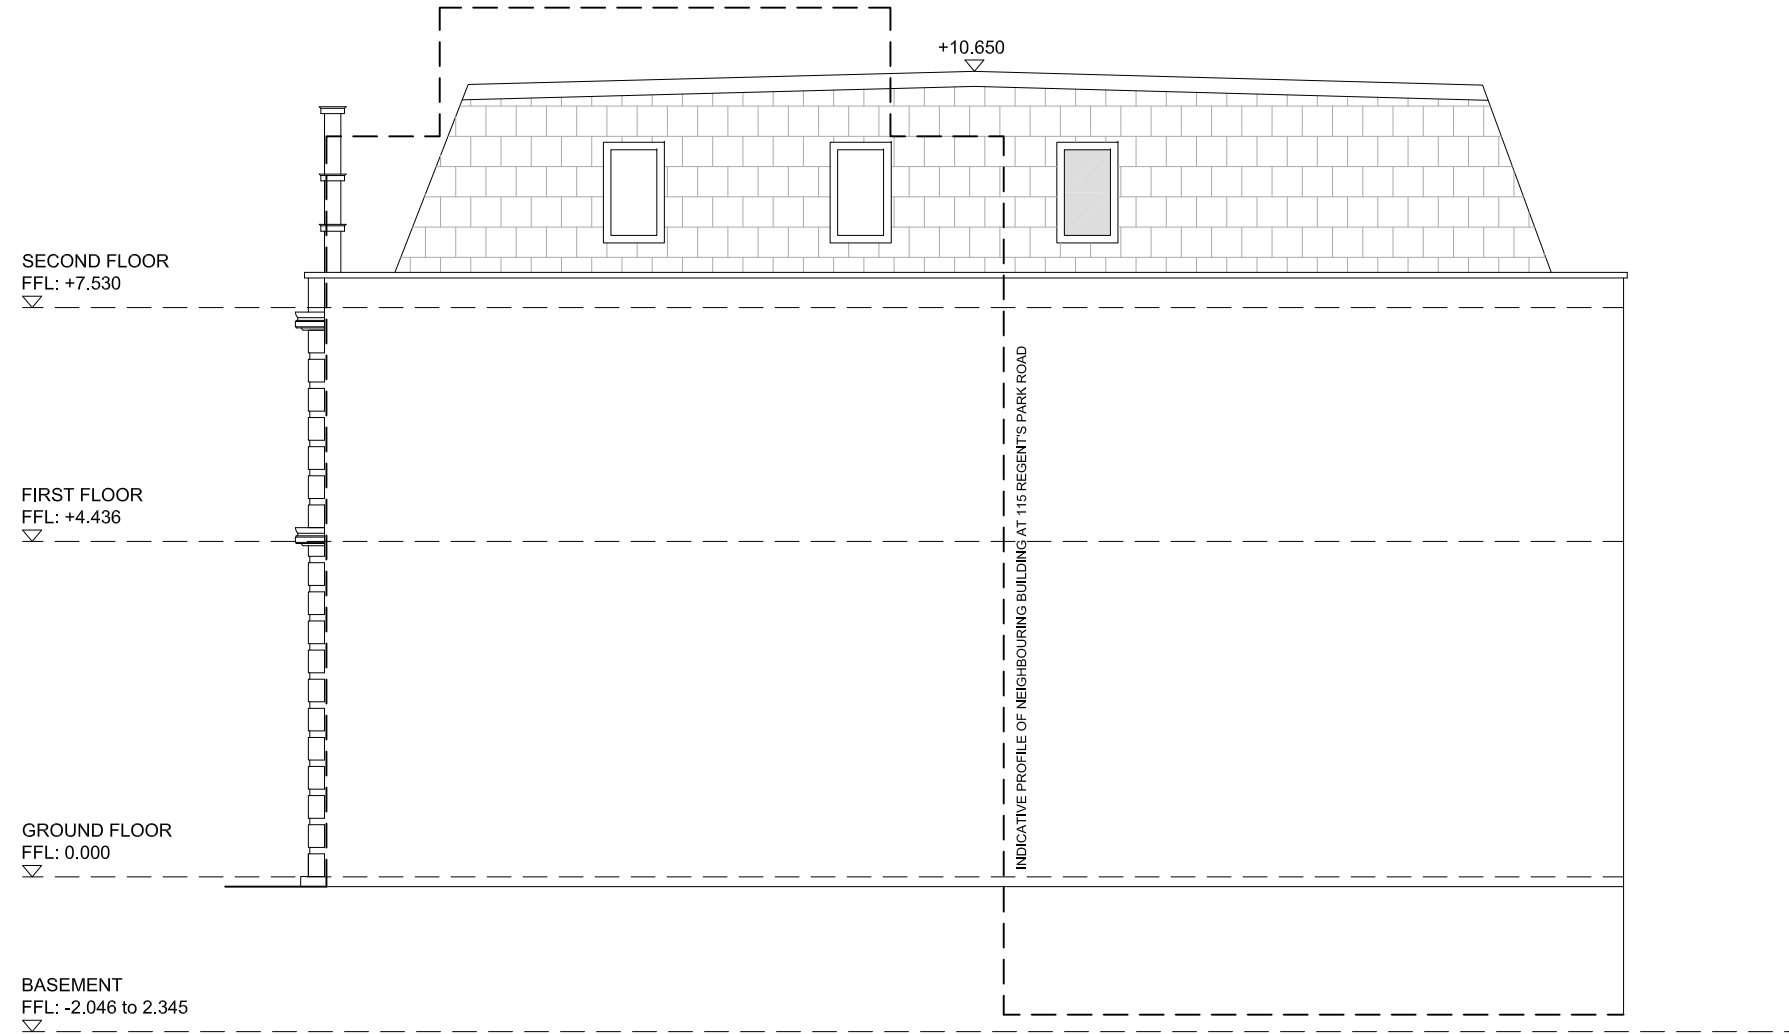 +10.650
SECOND FLOOR
FFL: +7.530
INDICATIVE PROFILE OF NEIGHBOURING BUILDING AT 115 REGENT'S PARK ROAD
FIRST FLOOR
FFL: +4.436
GROUND FLOOR
FFL: 0.000
BASEMENT
FFL: -2.046 to 2.345